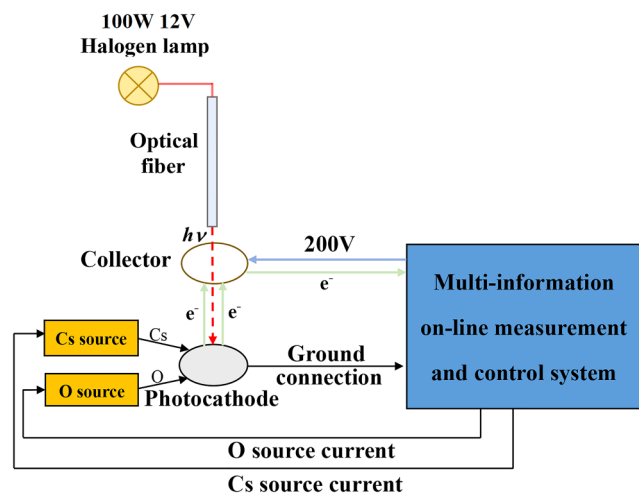 100W 12V
Halogen lamp
Optical
fiber
hν
200V
Collector
e⁻
e⁻
e⁻
Multi-information
on-line measurement
and control system
Cs source
Cs
O source
O
Photocathode
Ground
connection
O source current
Cs source current